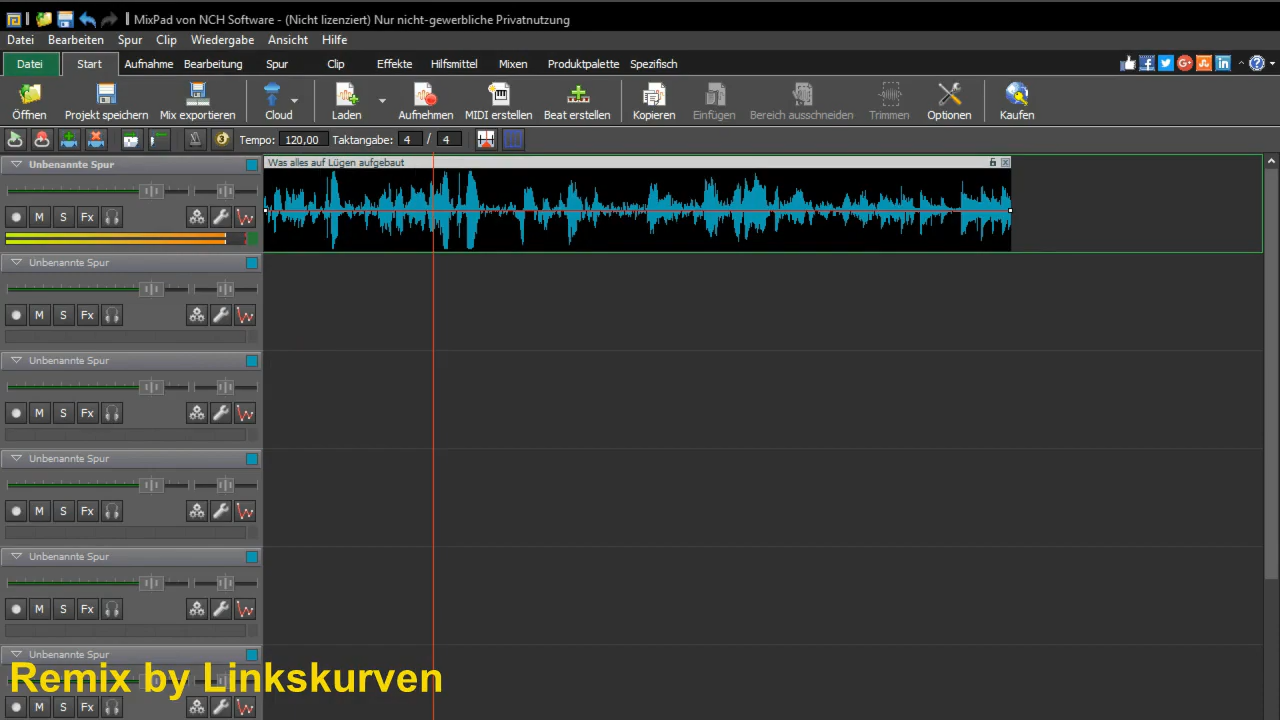 MixPad von NCH Software - (Nicht lizenziert) Nur nicht-gewerbliche Privatnutzung
Datei Bearbeiten Spur Clip Wiedergabe Ansicht Hilfe
Datei Start Aufnahme Bearbeitung Spur Clip Effekte Hilfsmittel Mixen Produktpalette Spezifisch
Öffnen Projekt speichern Mix exportieren Cloud Laden Aufnehmen MIDI erstellen Beat erstellen Kopieren Einfügen Bereich ausschneiden Trimmen Optionen Kaufen
Tempo: 120,00 Taktangabe: 4 / 4
Unbenannte Spur Was alles auf Lügen aufgebaut
M S Fx
Unbenannte Spur
M S Fx
Unbenannte Spur
M S Fx
Unbenannte Spur
M S Fx
Unbenannte Spur
M S Fx
Unbenannte Spur
Remix by Linkskurven
M S Fx